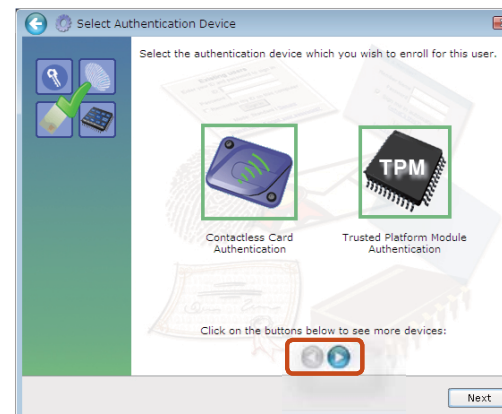 Select Authentication Device
Select the authentication device which you wish to enroll for this user.
TPM
Contactless Card
Authentication
Trusted Platform Module
Authentication
Click on the buttons below to see more devices:
Next